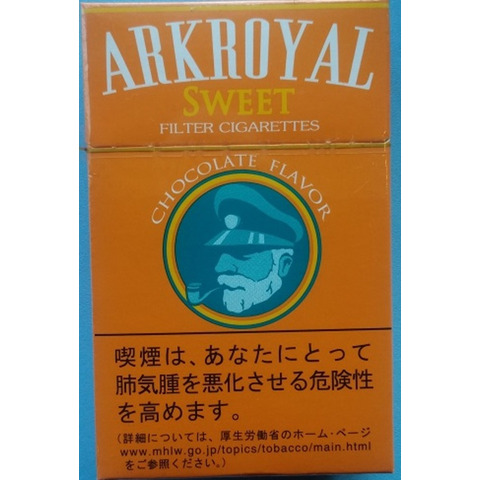 ARKROYAL
SWEET
FILTER CIGARETTES
CHOCOLATE FLAVOR
喫煙は、あなたにとって
肺気腫を悪化させる危険性
を高めます。
(詳細については、厚生労働省のホーム・ページ
www.mhlw.go.jp/topics/tobacco/main.html
をご参照ください。)